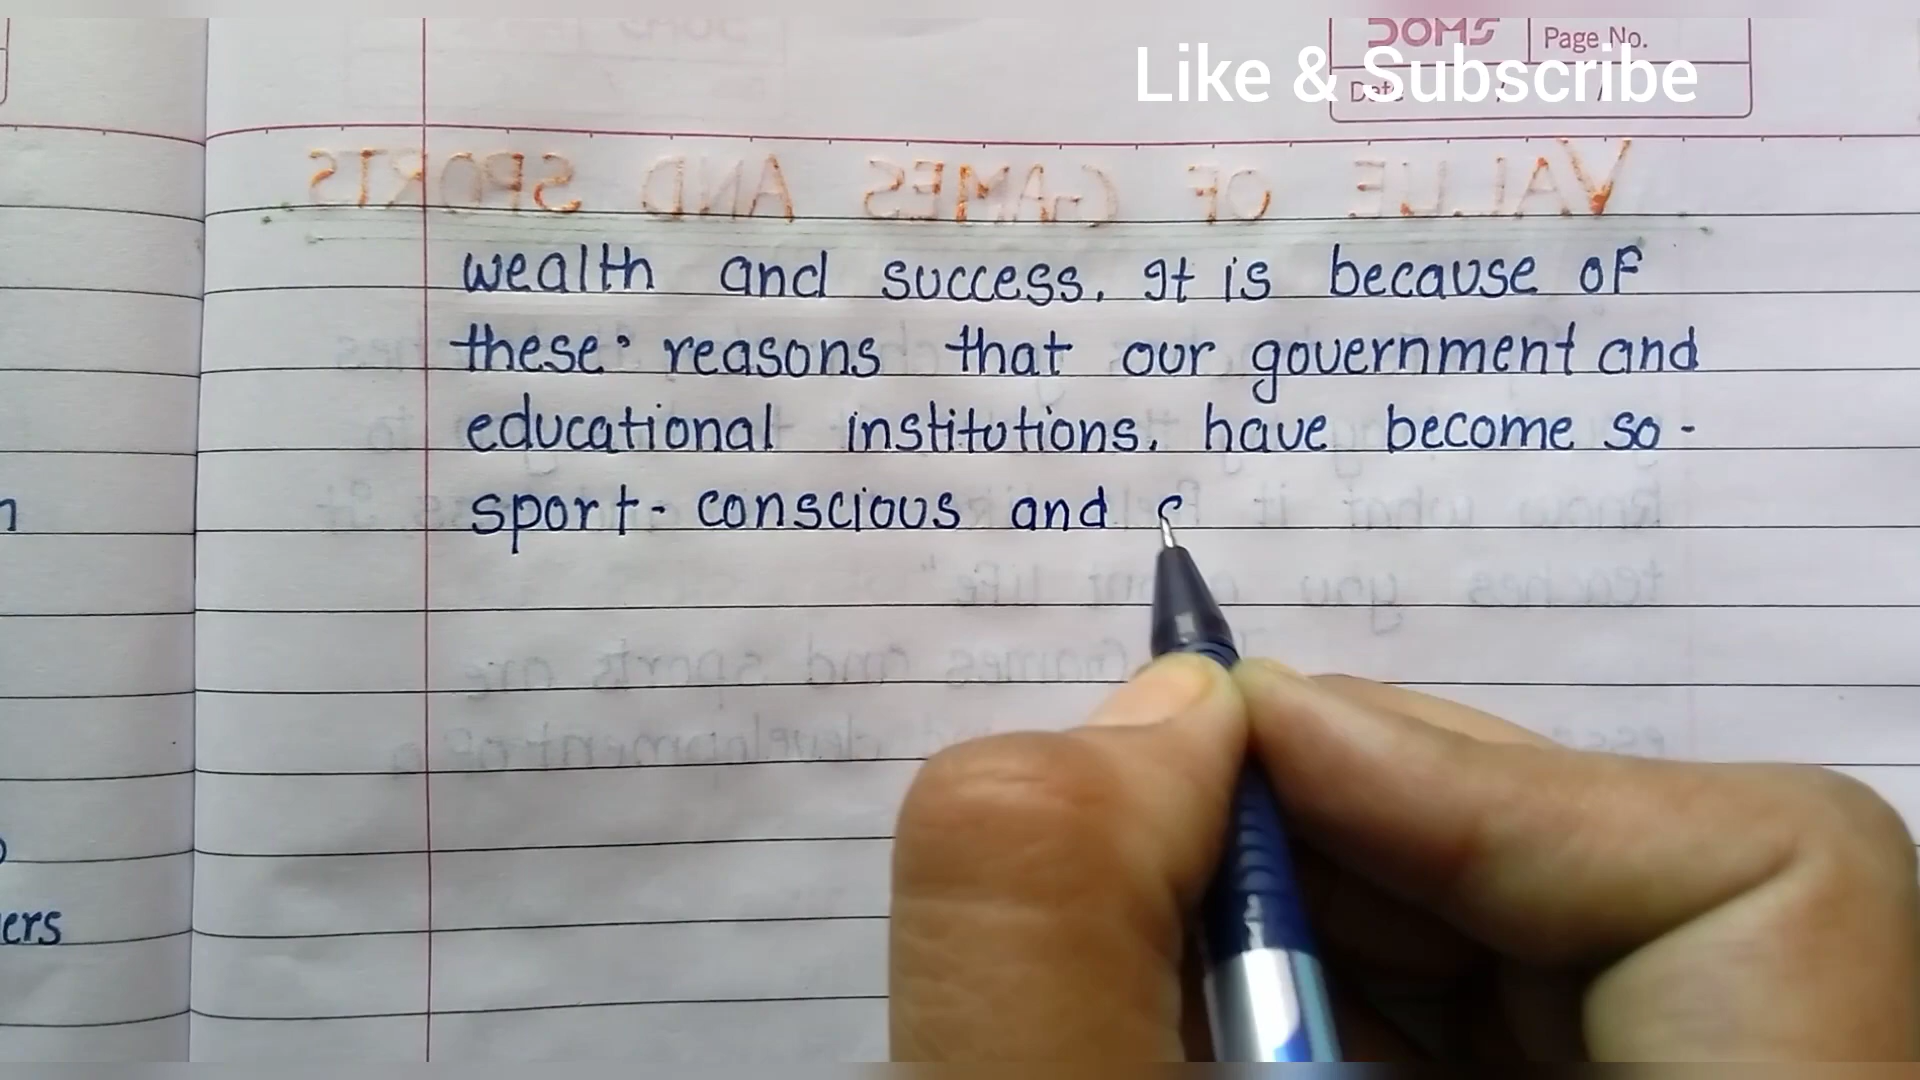 DOMS
Page No.
Date / /
Like & Subscribe
VALUE OF GAMES AND SPORTS
wealth and success. It is because of
these reasons that our government and
educational institutions. have become so-
sport- conscious and
ers